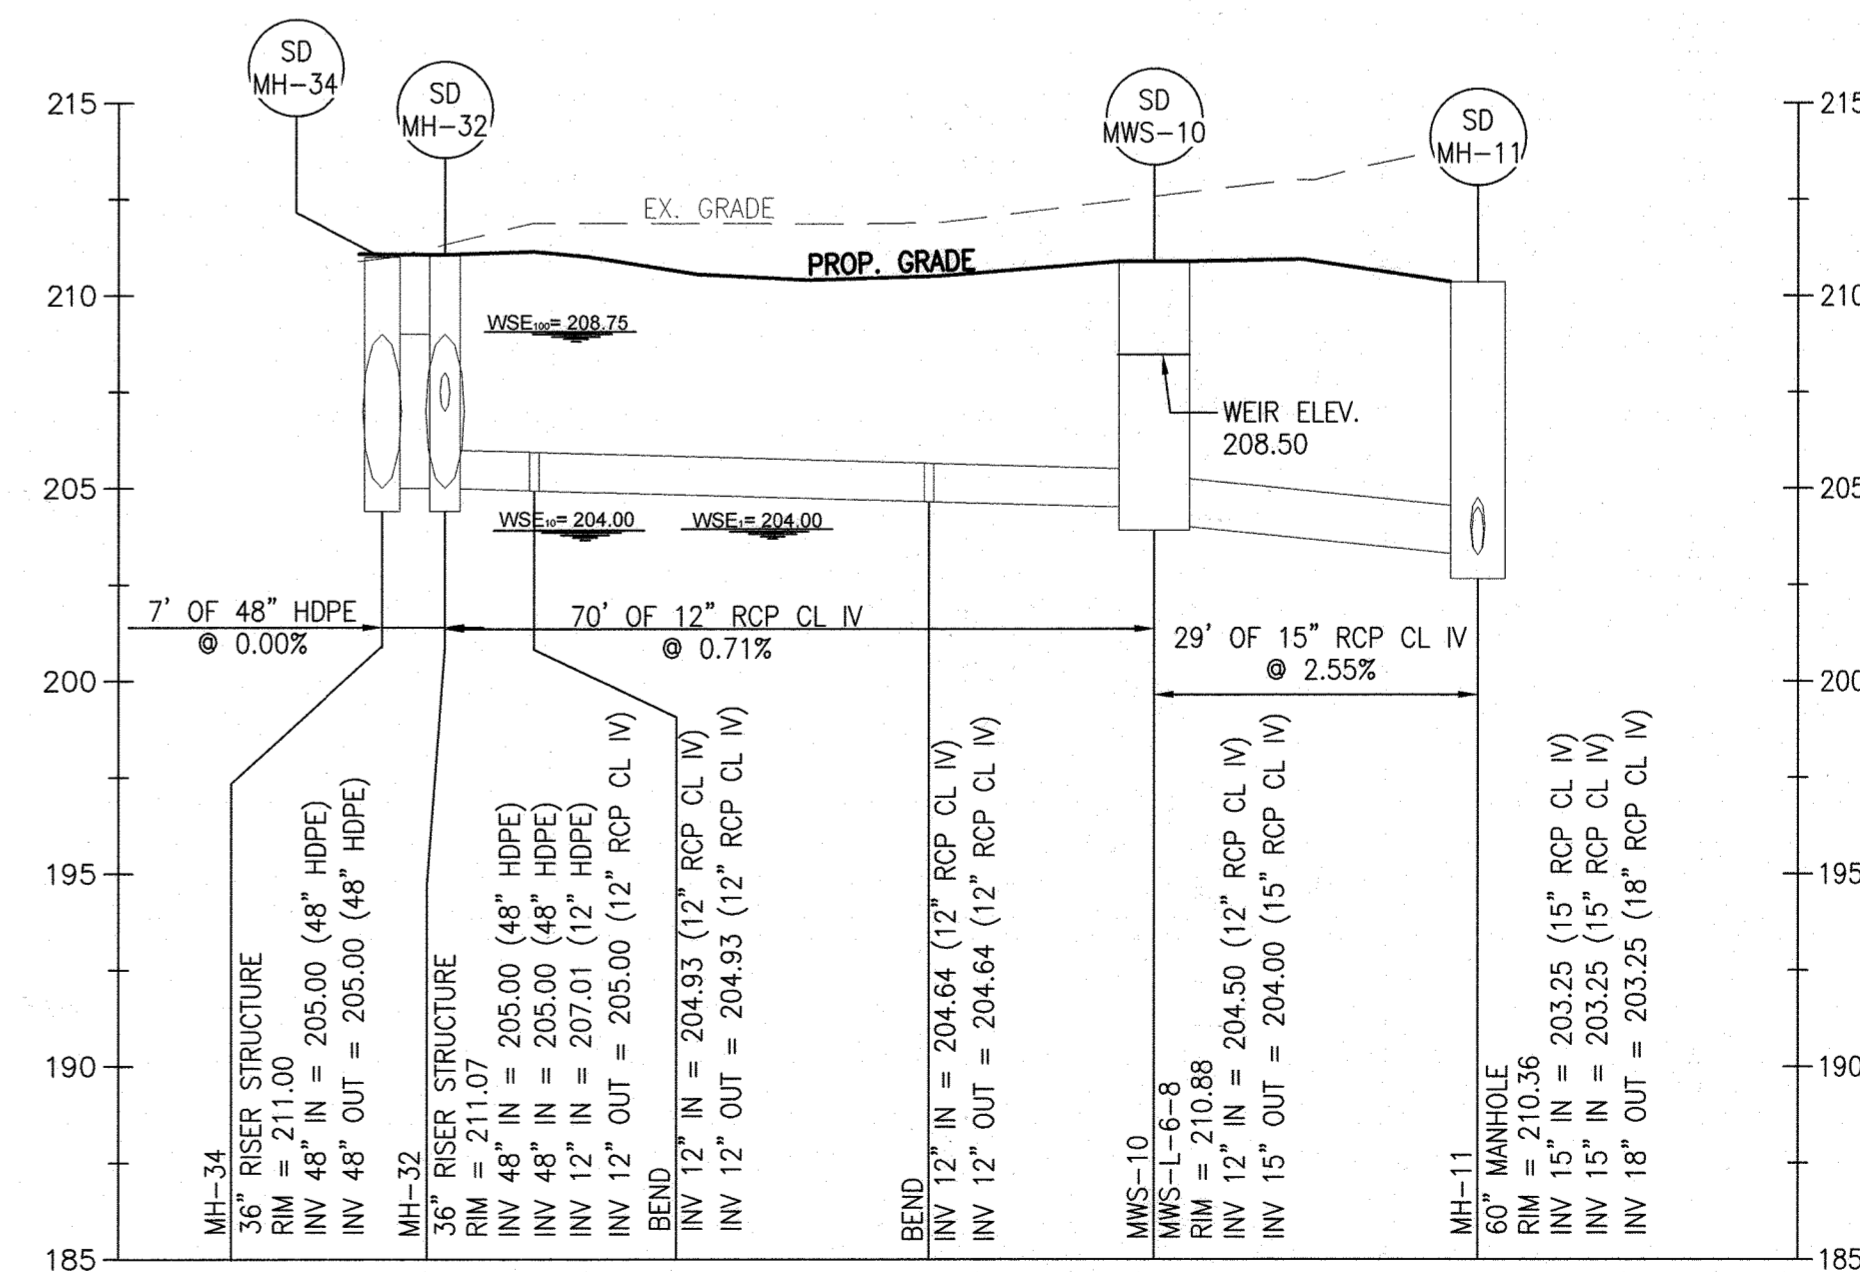 SD
MH-34
SD
MH-32
SD
MWS-10
SD
MH-11
215
210
205
200
195
190
185
215
210
205
200
195
190
185
EX. GRADE
PROP. GRADE
WSE₁₀₀= 208.75
WEIR ELEV.
208.50
WSE₁₀= 204.00
WSE₁= 204.00
7' OF 48" HDPE
@ 0.00%
70' OF 12" RCP CL IV
@ 0.71%
29' OF 15" RCP CL IV
@ 2.55%
MH-34
36" RISER STRUCTURE
RIM = 211.00
INV 48" IN = 205.00 (48" HDPE)
INV 48" OUT = 205.00 (48" HDPE)
MH-32
36" RISER STRUCTURE
RIM = 211.07
INV 48" IN = 205.00 (48" HDPE)
INV 48" IN = 205.00 (48" HDPE)
INV 12" IN = 207.01 (12" HDPE)
INV 12" OUT = 205.00 (12" RCP CL IV)
BEND
INV 12" IN = 204.93 (12" RCP CL IV)
INV 12" OUT = 204.93 (12" RCP CL IV)
BEND
INV 12" IN = 204.64 (12" RCP CL IV)
INV 12" OUT = 204.64 (12" RCP CL IV)
MWS-10
MWS-L-6-8
RIM = 210.88
INV 12" IN = 204.50 (12" RCP CL IV)
INV 15" OUT = 204.00 (15" RCP CL IV)
MH-11
60" MANHOLE
RIM = 210.36
INV 15" IN = 203.25 (15" RCP CL IV)
INV 15" IN = 203.25 (15" RCP CL IV)
INV 18" OUT = 203.25 (18" RCP CL IV)